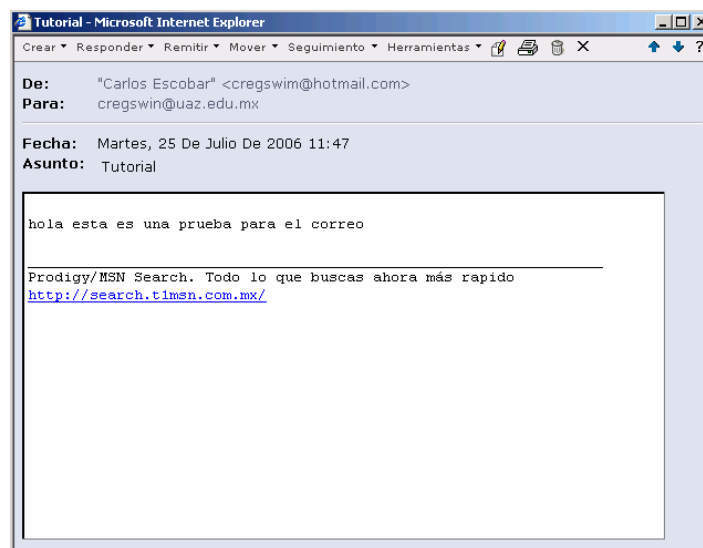 Tutorial - Microsoft Internet Explorer
Crear Responder Remitir Mover Seguimiento Herramientas ?
De: "Carlos Escobar" <cregswim@hotmail.com>
Para: cregswin@uaz.edu.mx
Fecha: Martes, 25 De Julio De 2006 11:47
Asunto: Tutorial
hola esta es una prueba para el correo
Prodigy/MSN Search. Todo lo que buscas ahora más rapido
http://search.t1msn.com.mx/